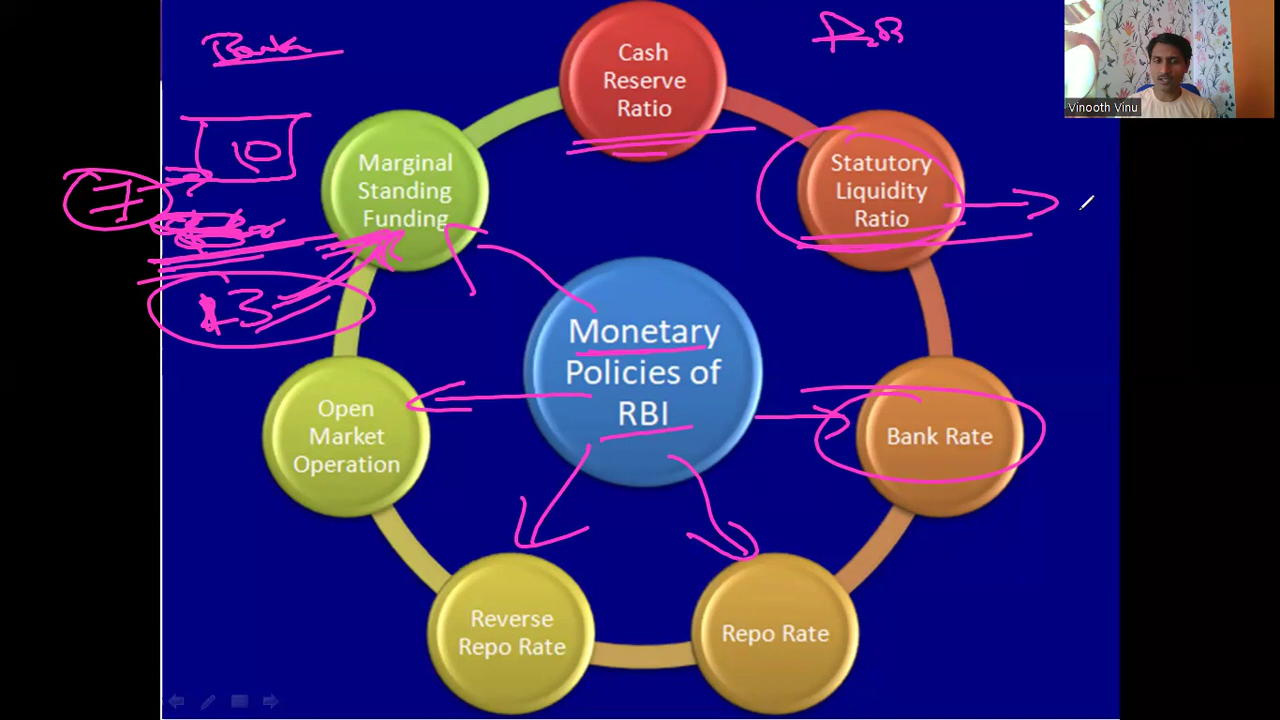 Bank
Cash
Reserve
Ratio
Vinooth Vinu
10
Marginal
Standing
Funding
Statutory
Liquidity
Ratio
7
13
Monetary
Policies of
RBI
Open
Market
Operation
Bank Rate
Reverse
Repo Rate
Repo Rate